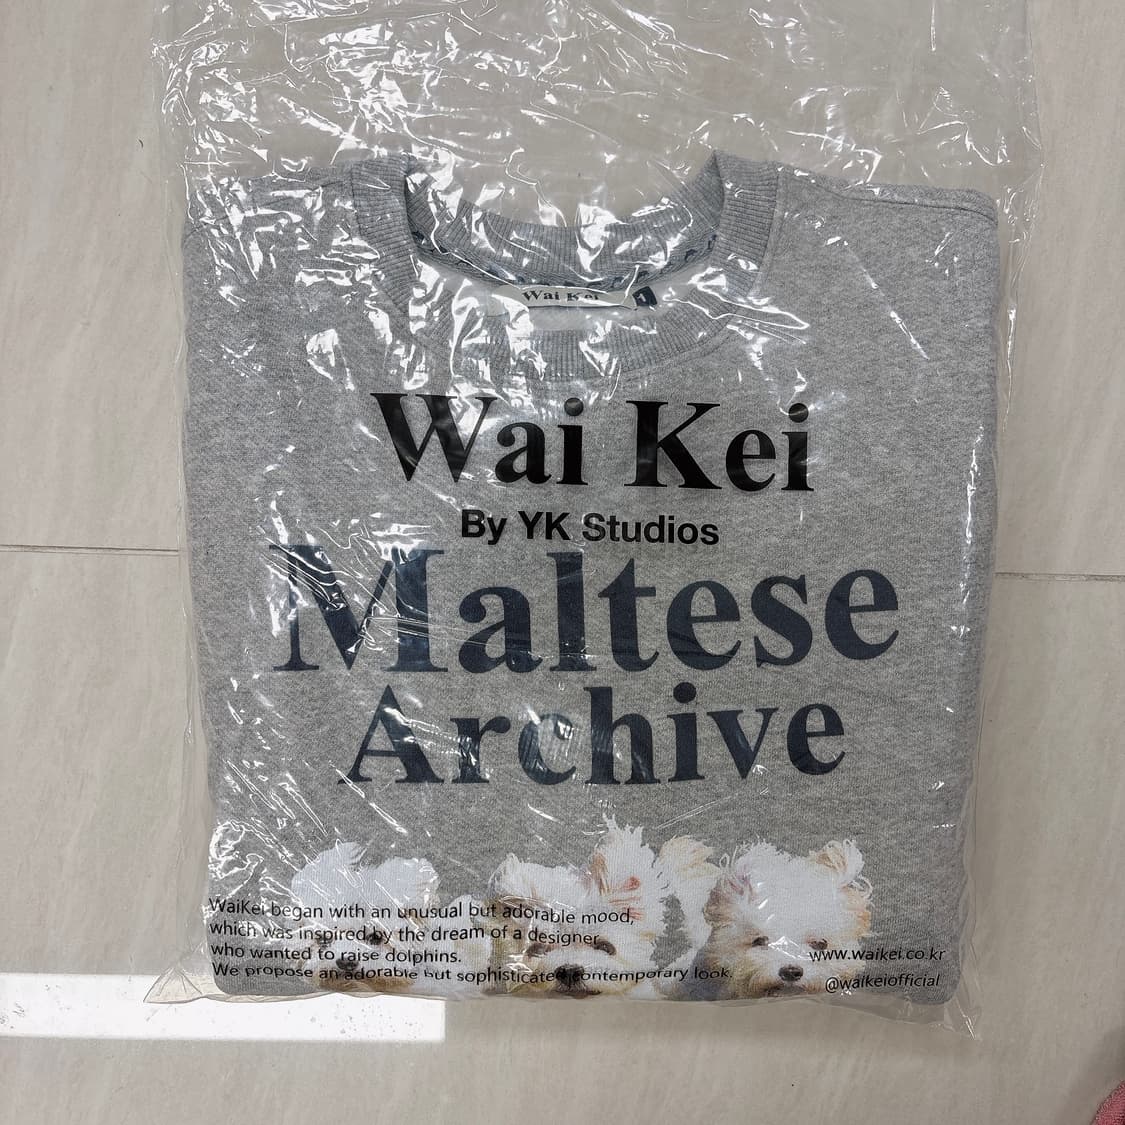 Wai Kei
1
Wai Kei
By YK Studios
Maltese
Archive
WaiKei began with an unusual but adorable mood,
which was inspired by the dream of a designer
who wanted to raise dolphins.
We propose an adorable but sophisticated contemporary look.
www.waikei.co.kr
@waikeiofficial